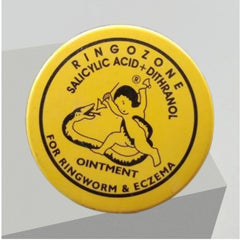 RINGOZONE
SALICYLIC ACID + DITHRANOL
®
OINTMENT
FOR RINGWORM & ECZEMA